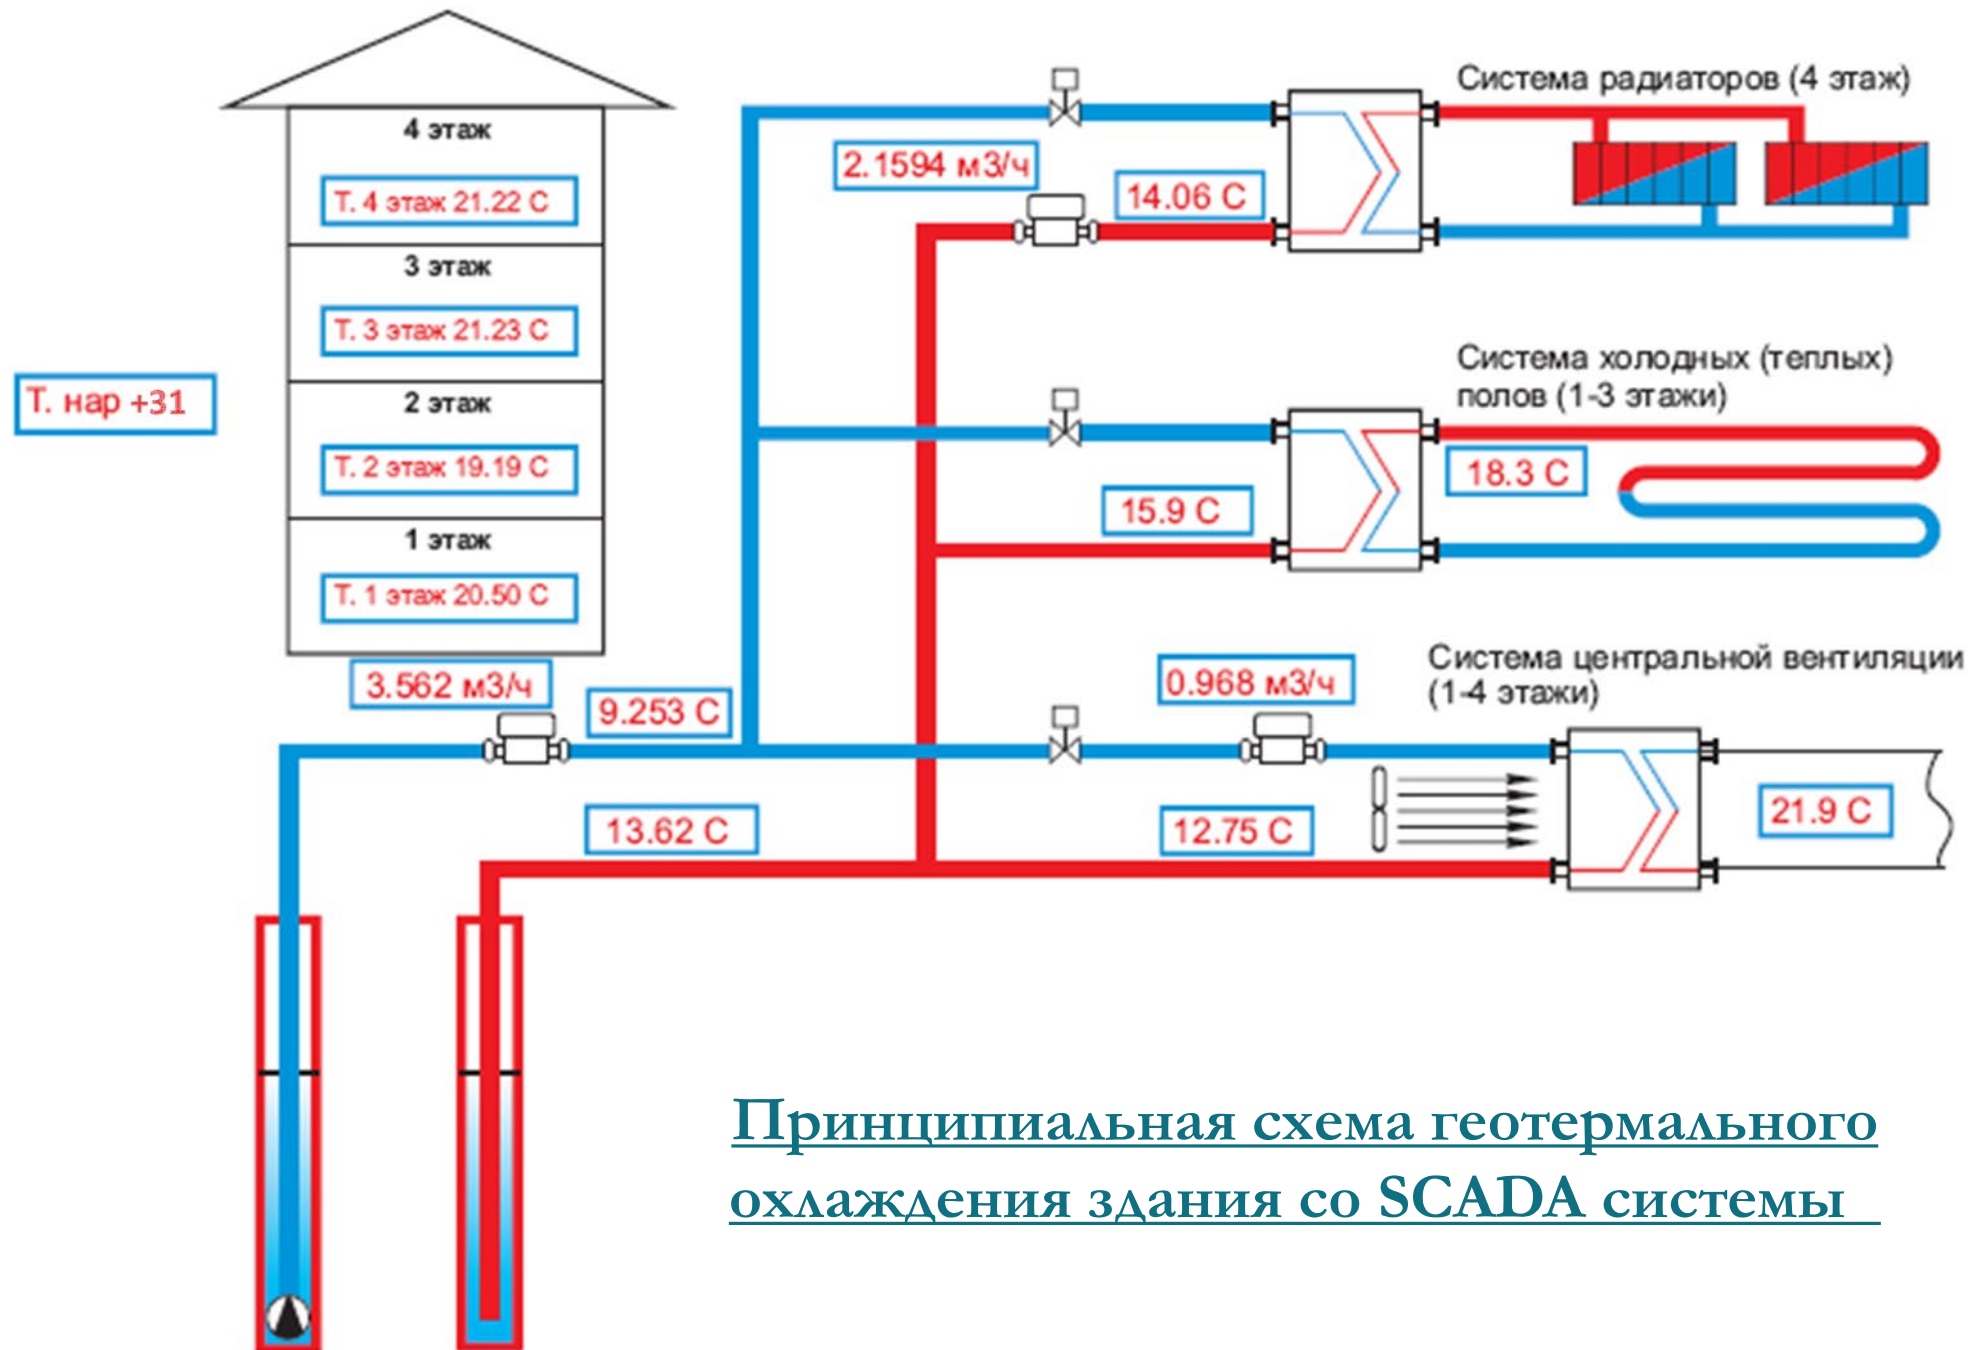 4 этаж
Т. 4 этаж 21.22 С
3 этаж
Т. 3 этаж 21.23 С
Т. нар +31
2 этаж
Т. 2 этаж 19.19 С
1 этаж
Т. 1 этаж 20.50 С
3.562 м3/ч
9.253 С
13.62 С
2.1594 м3/ч
14.06 С
Система радиаторов (4 этаж)
Система холодных (теплых)
полов (1-3 этажи)
18.3 С
15.9 С
Система центральной вентиляции
(1-4 этажи)
0.968 м3/ч
12.75 С
21.9 С
Принципиальная схема геотермального
охлаждения здания со SCADA системы